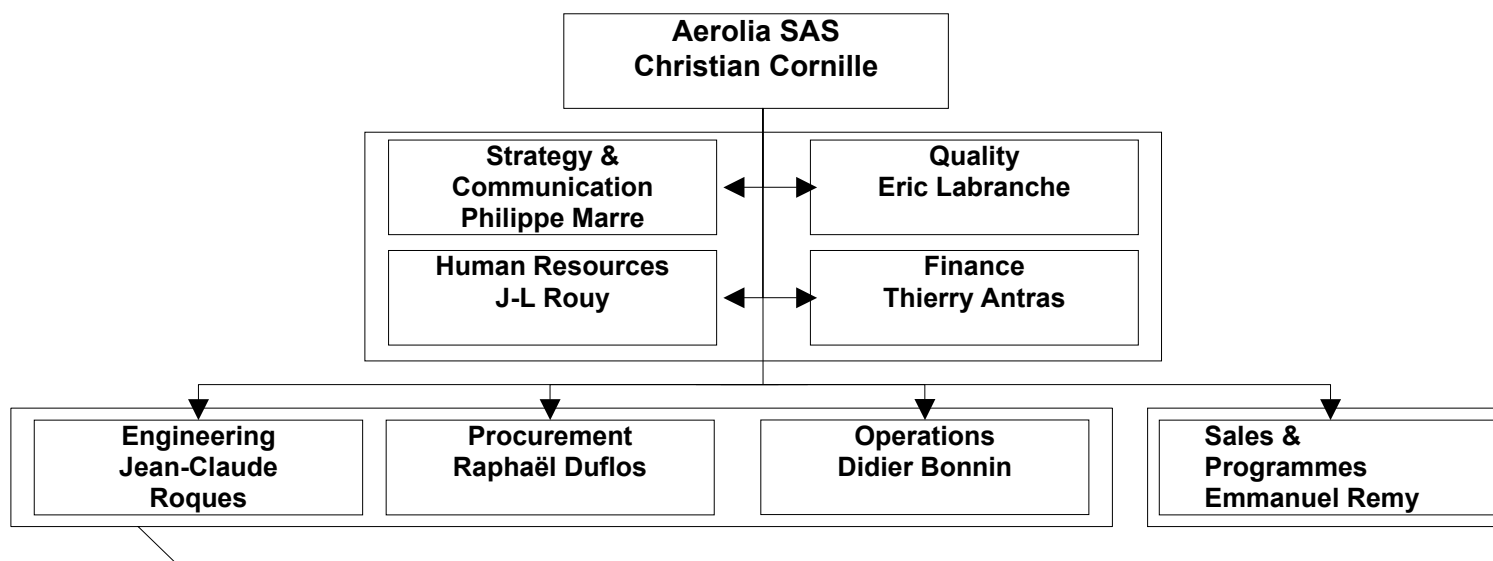 Aerolia SAS
Christian Cornille
Strategy &
Communication
Philippe Marre
Quality
Eric Labranche
Human Resources
J-L Rouy
Finance
Thierry Antras
Engineering
Jean-Claude
Roques
Procurement
Raphaël Duflos
Operations
Didier Bonnin
Sales &
Programmes
Emmanuel Remy